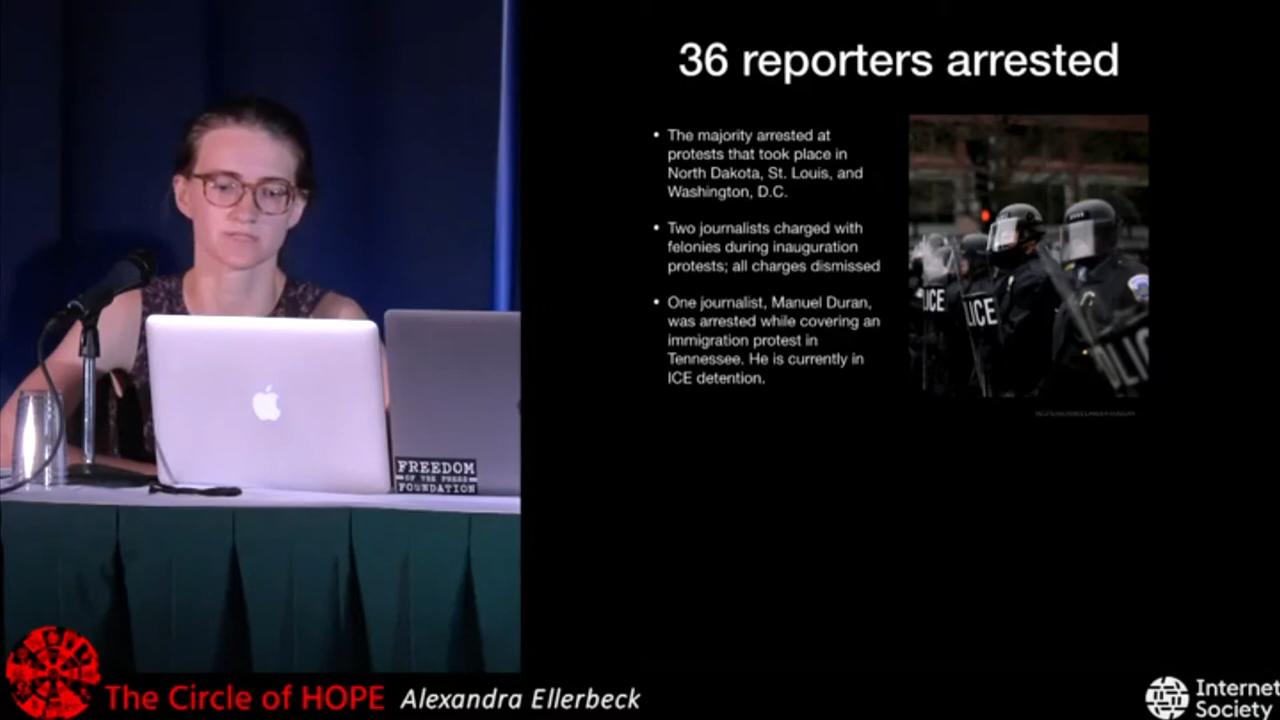 36 reporters arrested
• The majority arrested at
protests that took place in
North Dakota, St. Louis, and
Washington, D.C.
• Two journalists charged with
felonies during inauguration
protests; all charges dismissed
• One journalist, Manuel Duran,
was arrested while covering an
immigration protest in
Tennessee. He is currently in
ICE detention.
LICE
LICE
FREEDOM
OF THE PRESS
FOUNDATION
The Circle of HOPE Alexandra Ellerbeck
Internet
Society